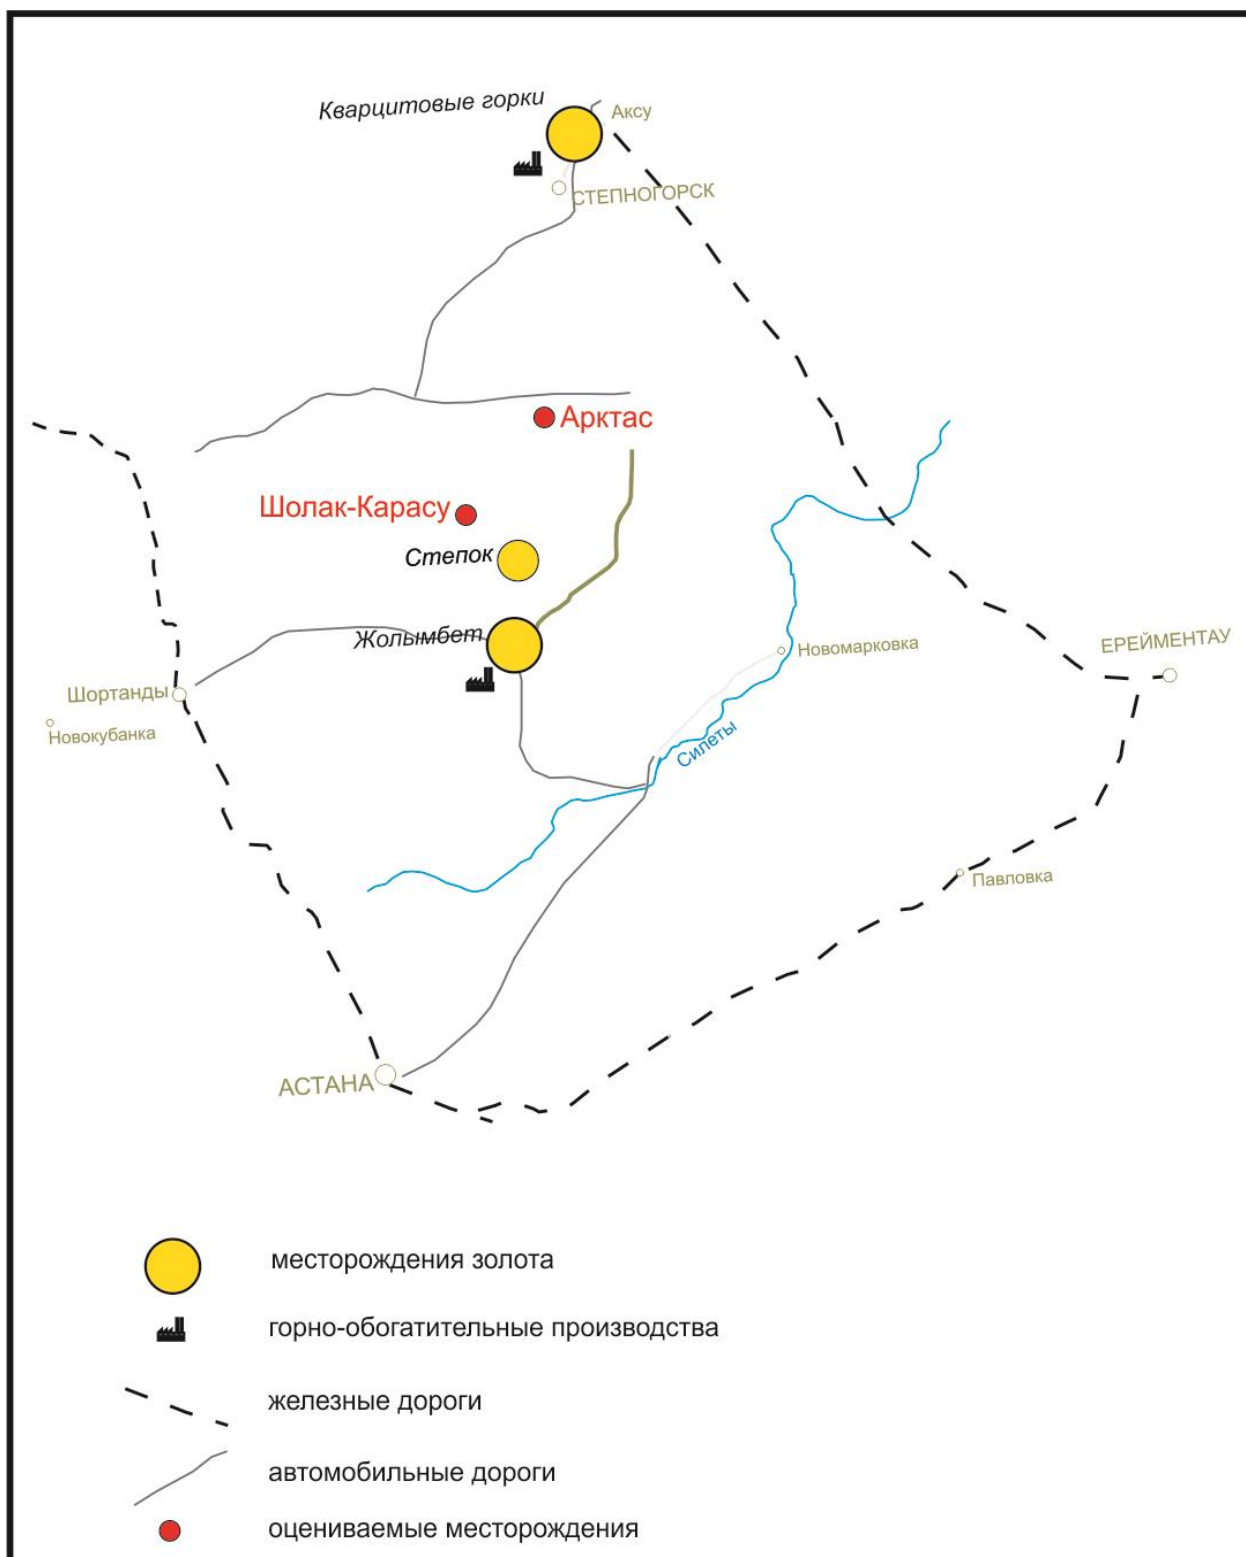 Кварцитовые горки
Аксу
СТЕПНОГОРСК
Арктас
Шолак-Карасу
Степок
Жолымбет
Новомарковка
ЕРЕЙМЕНТАУ
Шортанды
Новокубанка
Силеты
Павловка
АСТАНА
месторождения золота
горно-обогатительные производства
железные дороги
автомобильные дороги
оцениваемые месторождения